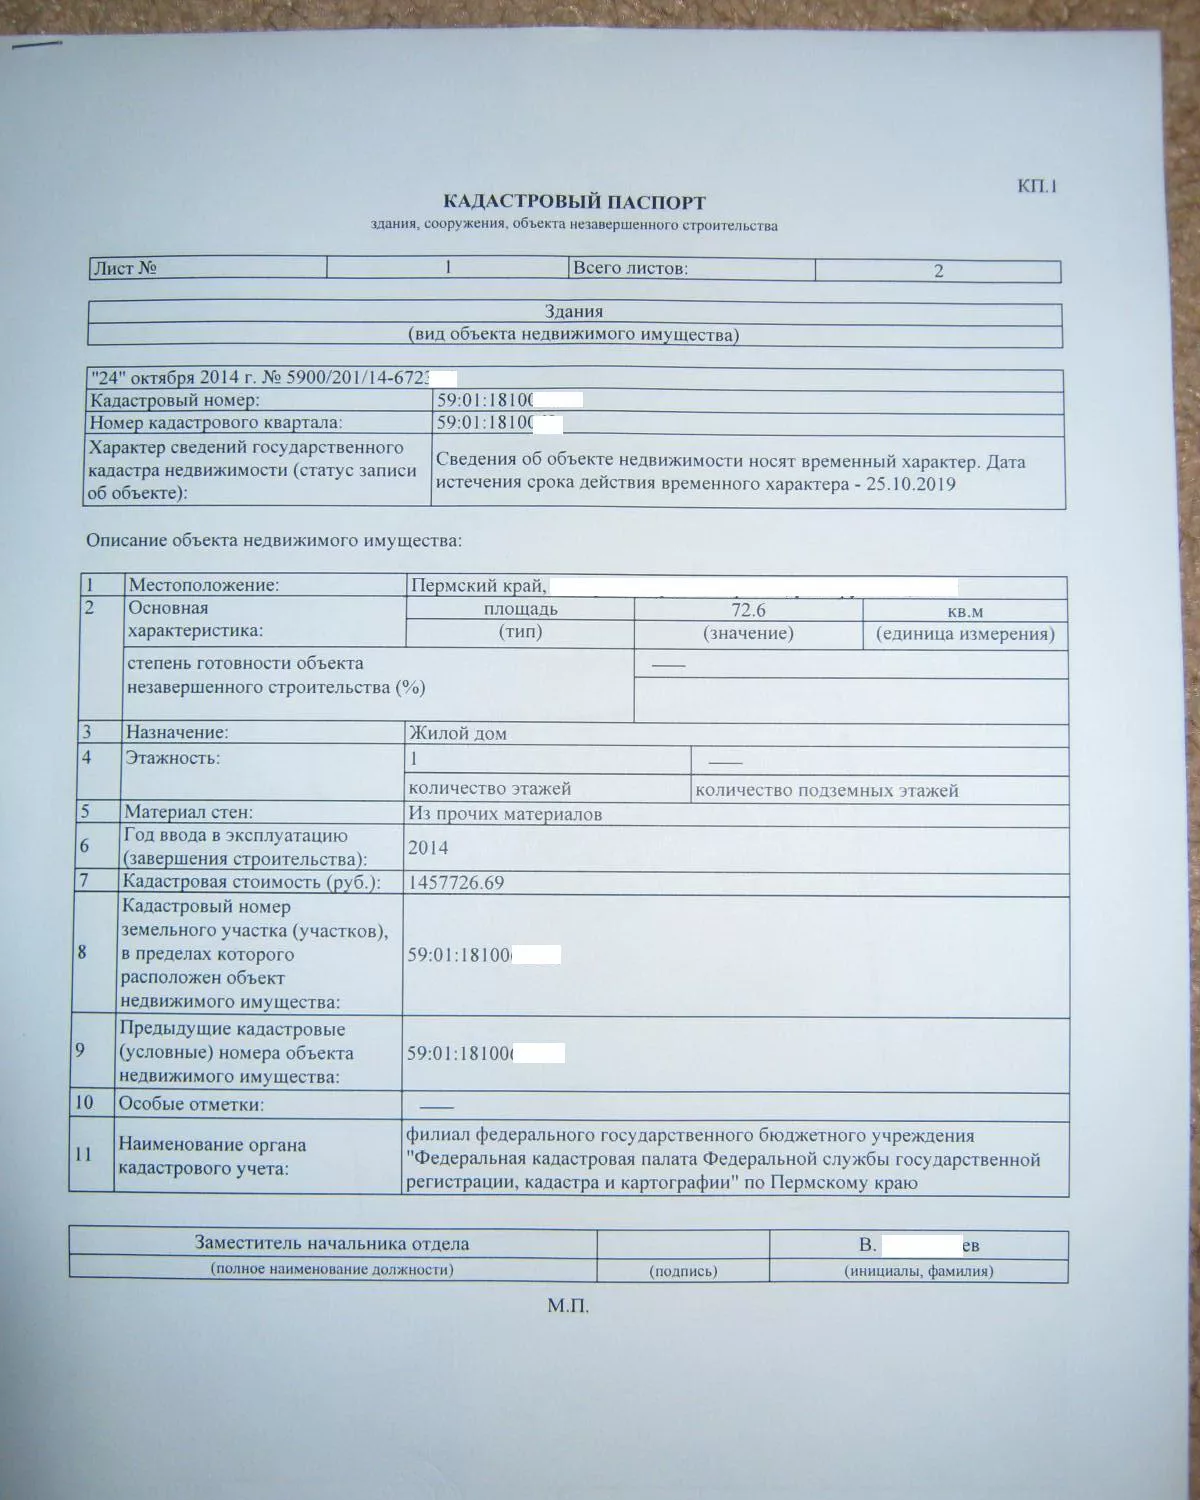 КП.1
КАДАСТРОВЫЙ ПАСПОРТ
здания, сооружения, объекта незавершенного строительства
Лист № 1 Всего листов: 2
Здания
(вид объекта недвижимого имущества)
"24" октября 2014 г. № 5900/201/14-6723
Кадастровый номер: 59:01:18100
Номер кадастрового квартала: 59:01:18100
Характер сведений государственного
кадастра недвижимости (статус записи
об объекте):
Сведения об объекте недвижимости носят временный характер. Дата
истечения срока действия временного характера - 25.10.2019
Описание объекта недвижимого имущества:
1 Местоположение: Пермский край,
2 Основная
характеристика:
площадь 72.6 кв.м
(тип) (значение) (единица измерения)
степень готовности объекта
незавершенного строительства (%)
——
3 Назначение: Жилой дом
4 Этажность: 1 ——
количество этажей количество подземных этажей
5 Материал стен: Из прочих материалов
6 Год ввода в эксплуатацию
(завершения строительства):
2014
7 Кадастровая стоимость (руб.): 1457726.69
8 Кадастровый номер
земельного участка (участков),
в пределах которого
расположен объект
недвижимого имущества:
59:01:18100
9 Предыдущие кадастровые
(условные) номера объекта
недвижимого имущества:
59:01:18100
10 Особые отметки: ——
11 Наименование органа
кадастрового учета:
филиал федерального государственного бюджетного учреждения
"Федеральная кадастровая палата Федеральной службы государственной
регистрации, кадастра и картографии" по Пермскому краю
Заместитель начальника отдела В. ев
(полное наименование должности) (подпись) (инициалы, фамилия)
М.П.